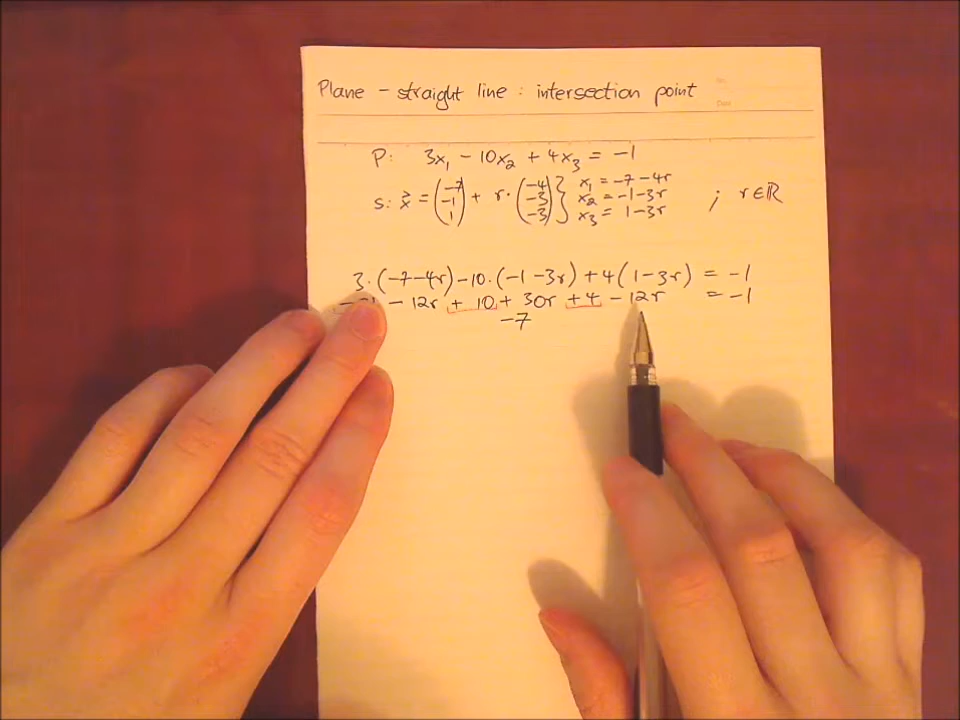 Plane - straight line : intersection point
P: 3x₁ - 10x₂ + 4x₃ = -1
s: x⃗ = (-7 -1 1) + r · (-4 -3 -3) } x₁ = -7-4r x₂ = -1-3r x₃ = 1-3r ; r∈ℝ
3·(-7-4r)-10·(-1-3r)+4(1-3r) = -1
- 12r + 10 + 30r + 4 - 12r = -1
-7